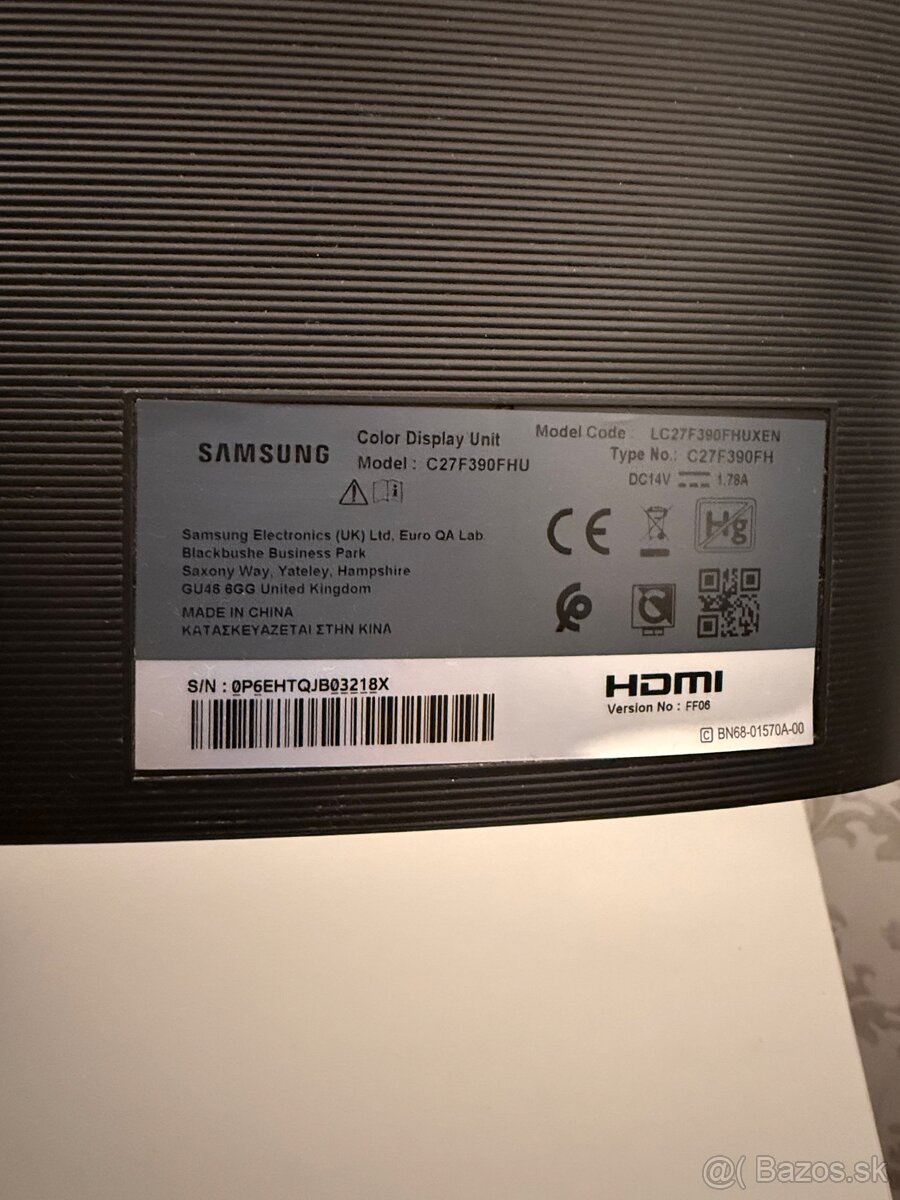 SAMSUNG
Color Display Unit
Model : C27F390FHU
Model Code : LC27F390FHUXEN
Type No.: C27F390FH
DC14V 1.78A
Samsung Electronics (UK) Ltd, Euro QA Lab.
Blackbushe Business Park
Saxony Way, Yateley, Hampshire
GU46 6GG United Kingdom
MADE IN CHINA
ΚΑΤΑΣΚΕΥΑΖΕΤΑΙ ΣΤΗΝ ΚΙΝΑ
CE
Hg
S/N : 0P6EHTQJB03218X
HDMI
Version No : FF06
C BN68-01570A-00
@( Bazos.sk